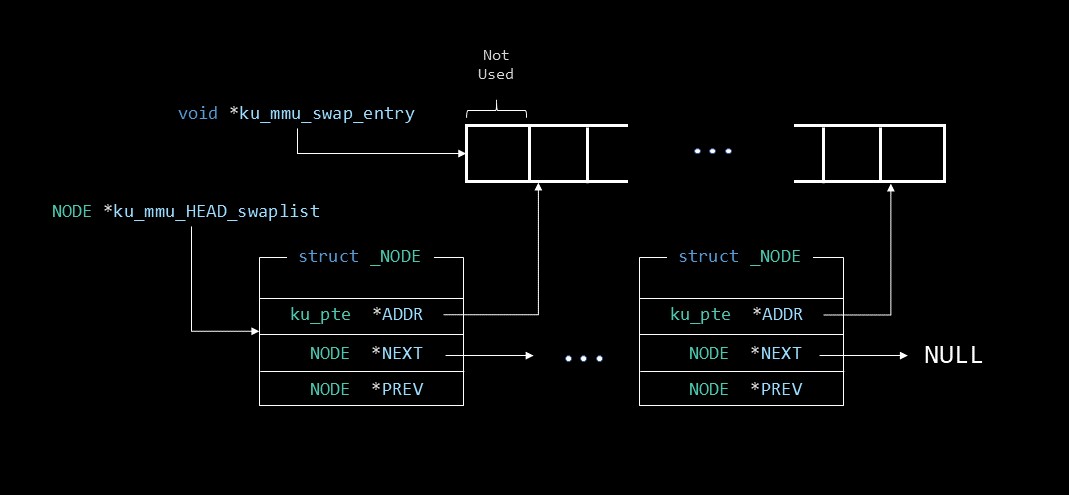 Not
Used
void *ku_mmu_swap_entry
NODE *ku_mmu_HEAD_swaplist
struct _NODE
ku_pte *ADDR
NODE *NEXT
NODE *PREV
struct _NODE
ku_pte *ADDR
NODE *NEXT
NULL
NODE *PREV